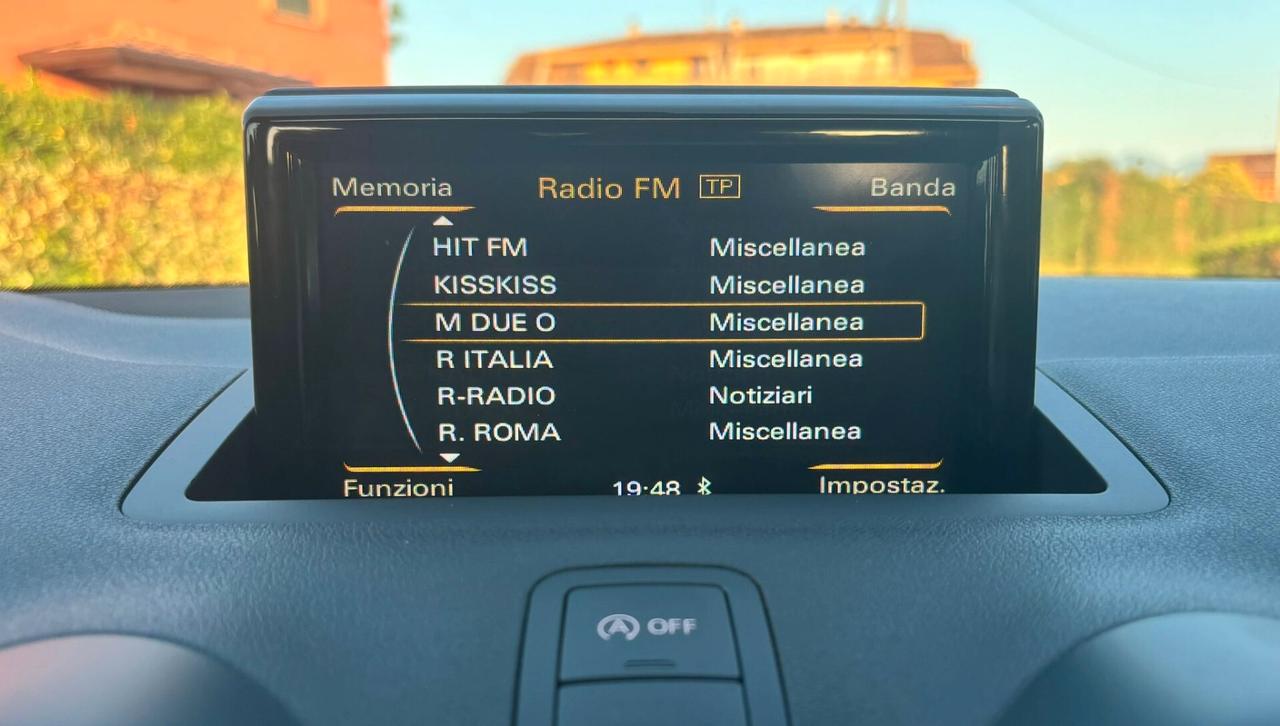 Memoria Radio FM TP Banda
HIT FM Miscellanea
KISSKISS Miscellanea
M DUE O Miscellanea
R ITALIA Miscellanea
R-RADIO Notiziari
R. ROMA Miscellanea
Funzioni 19:48 Impostaz.
A OFF